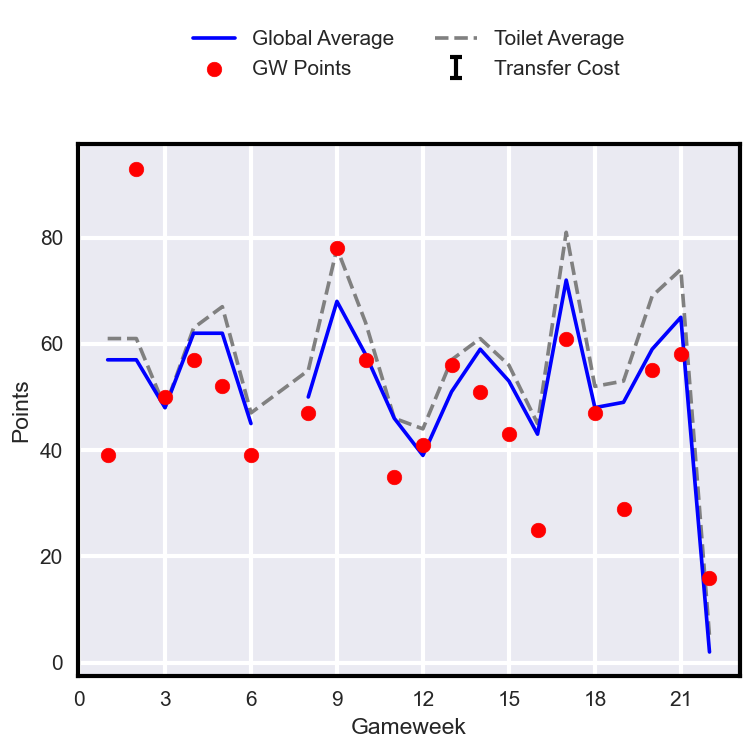 Global Average
Toilet Average
GW Points
Transfer Cost
80
60
40
20
0
Points
0 3 6 9 12 15 18 21
Gameweek